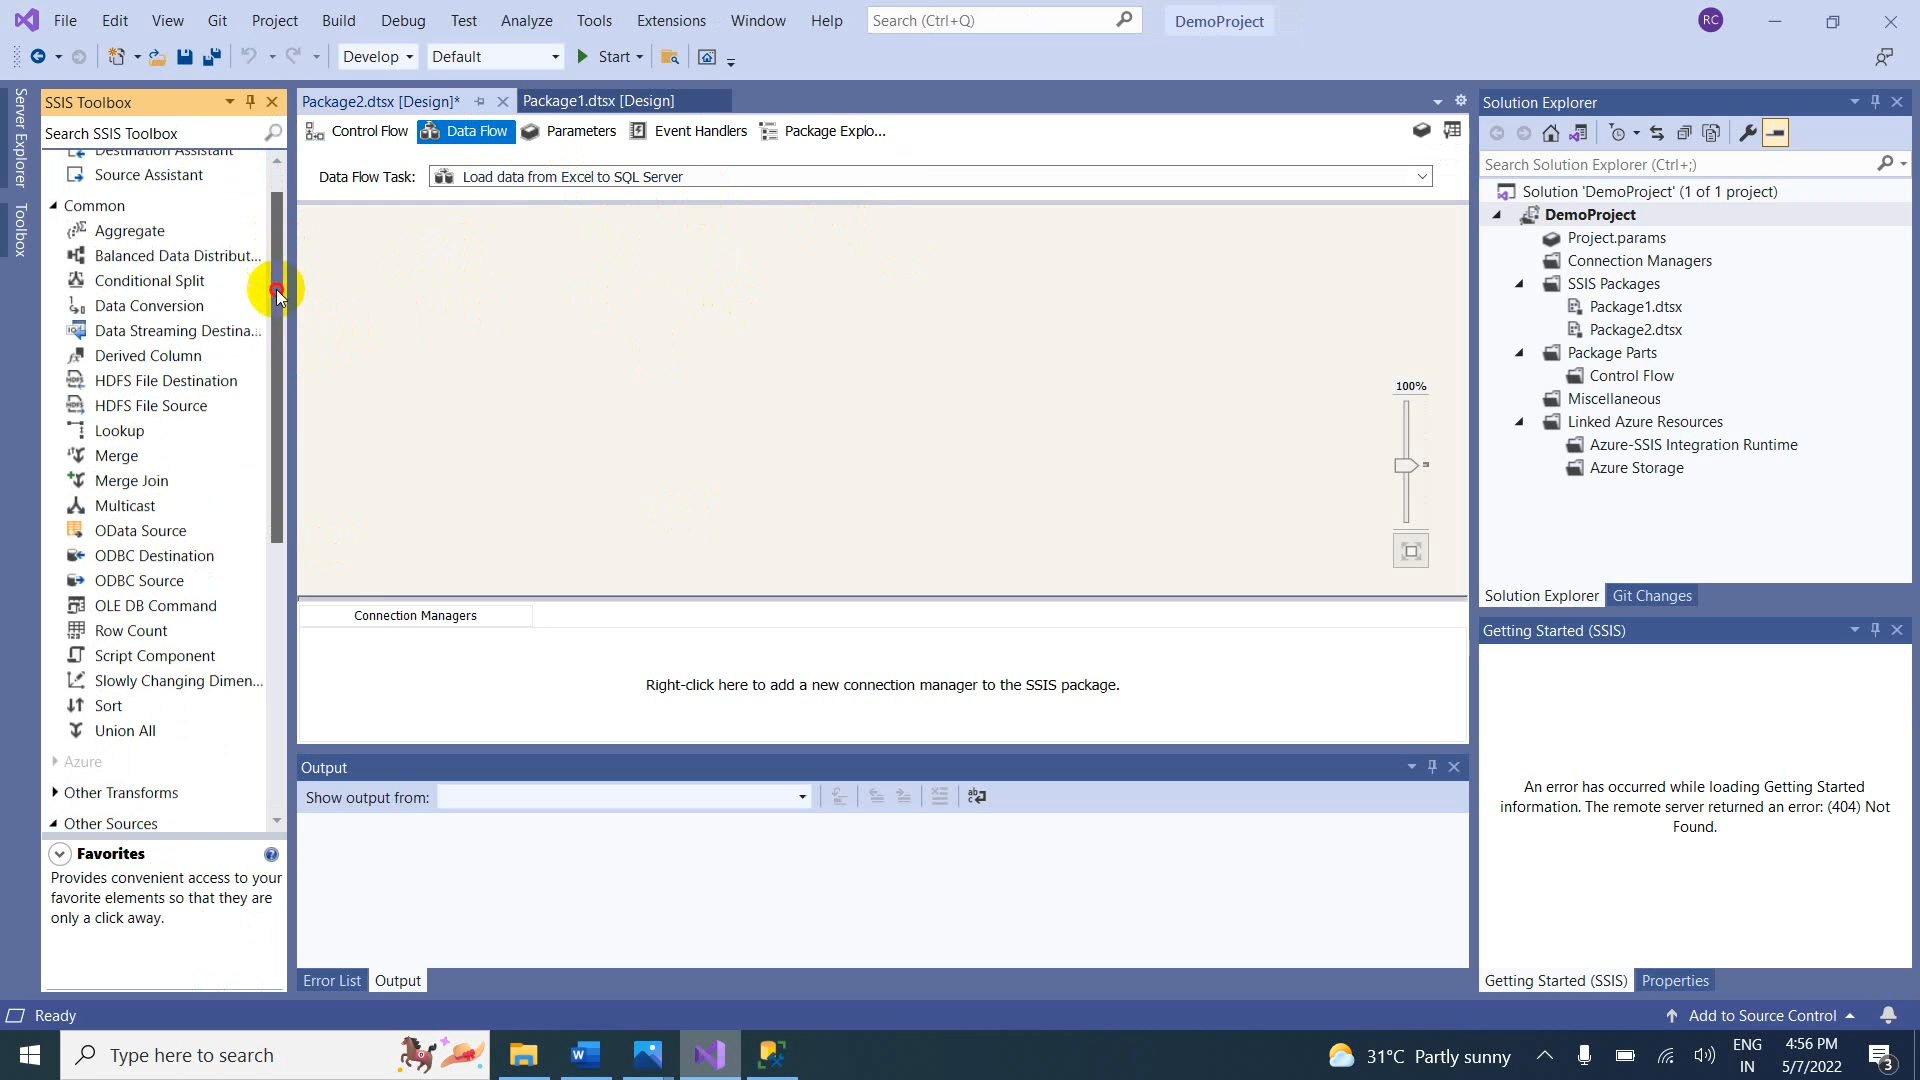 File Edit View Git Project Build Debug Test Analyze Tools Extensions Window Help Search (Ctrl+Q) DemoProject RC
Develop Default Start
Server Explorer
Toolbox
SSIS Toolbox
Search SSIS Toolbox
Destination Assistant
Source Assistant
Common
Aggregate
Balanced Data Distribut...
Conditional Split
Data Conversion
Data Streaming Destina...
Derived Column
HDFS File Destination
HDFS File Source
Lookup
Merge
Merge Join
Multicast
OData Source
ODBC Destination
ODBC Source
OLE DB Command
Row Count
Script Component
Slowly Changing Dimen...
Sort
Union All
Azure
Other Transforms
Other Sources
Favorites
Provides convenient access to your
favorite elements so that they are
only a click away.
Package2.dtsx [Design]* Package1.dtsx [Design]
Control Flow Data Flow Parameters Event Handlers Package Explo...
Data Flow Task: Load data from Excel to SQL Server
100%
Connection Managers
Right-click here to add a new connection manager to the SSIS package.
Output
Show output from:
Error List Output
Solution Explorer
Search Solution Explorer (Ctrl+;)
Solution 'DemoProject' (1 of 1 project)
DemoProject
Project.params
Connection Managers
SSIS Packages
Package1.dtsx
Package2.dtsx
Package Parts
Control Flow
Miscellaneous
Linked Azure Resources
Azure-SSIS Integration Runtime
Azure Storage
Solution Explorer Git Changes
Getting Started (SSIS)
An error has occurred while loading Getting Started
information. The remote server returned an error: (404) Not
Found.
Getting Started (SSIS) Properties
Ready Add to Source Control
Type here to search
31°C Partly sunny
ENG
IN
4:56 PM
5/7/2022
3